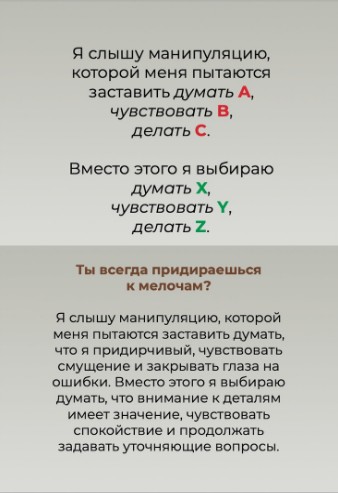 Я слышу манипуляцию,
которой меня пытаются
заставить думать A,
чувствовать B,
делать C.
Вместо этого я выбираю
думать X,
чувствовать Y,
делать Z.
Ты всегда придираешься
к мелочам?
Я слышу манипуляцию, которой
меня пытаются заставить думать,
что я придирчивый, чувствовать
смущение и закрывать глаза на
ошибки. Вместо этого я выбираю
думать, что внимание к деталям
имеет значение, чувствовать
спокойствие и продолжать
задавать уточняющие вопросы.